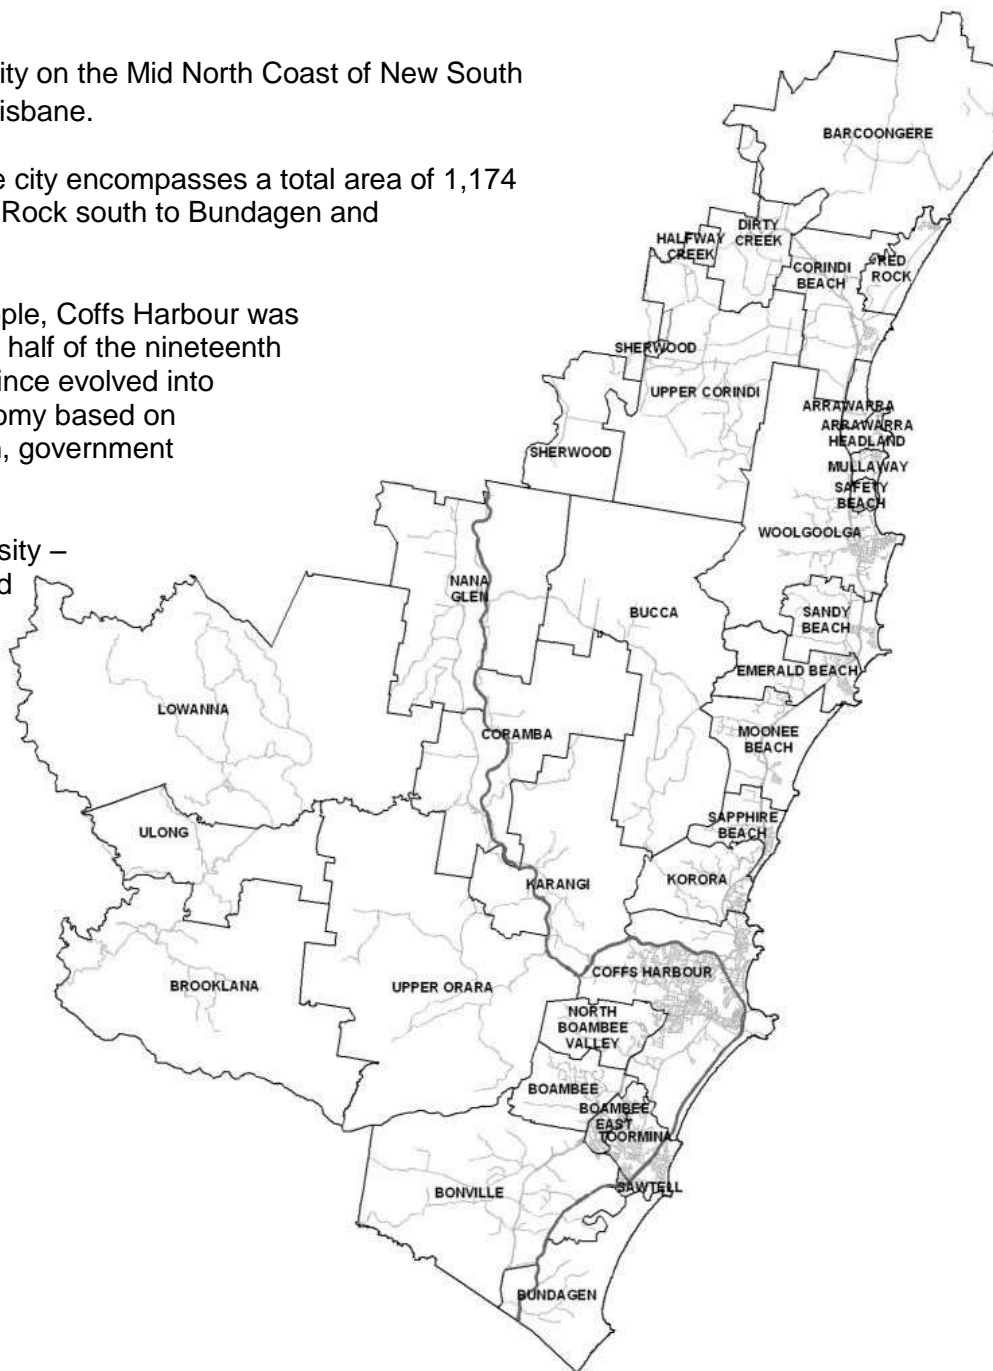 ity on the Mid North Coast of New South
isbane.
e city encompasses a total area of 1,174
Rock south to Bundagen and
ople, Coffs Harbour was
half of the nineteenth
ince evolved into
omy based on
n, government
sity –
d
BARCOONGERE
DIRTY
CREEK
HALFWAY
CREEK
RED
ROCK
CORINDI
BEACH
SHERWOOD
UPPER CORINDI
ARRAWARRA
ARRAWARRA
HEADLAND
SHERWOOD
MULLAWAY
SAFETY
BEACH
WOOLGOOLGA
NANA
GLEN
BUCCA
SANDY
BEACH
EMERALD BEACH
LOWANNA
CORAMBA
MOONEE
BEACH
SAPPHIRE
BEACH
ULONG
KORORA
KARANGI
COFFS HARBOUR
BROOKLANA
UPPER ORARA
NORTH
BOAMBEE
VALLEY
BOAMBEE
BOAMBEE
EAST
TOORMINA
SAWTELL
BONVILLE
BUNDAGEN